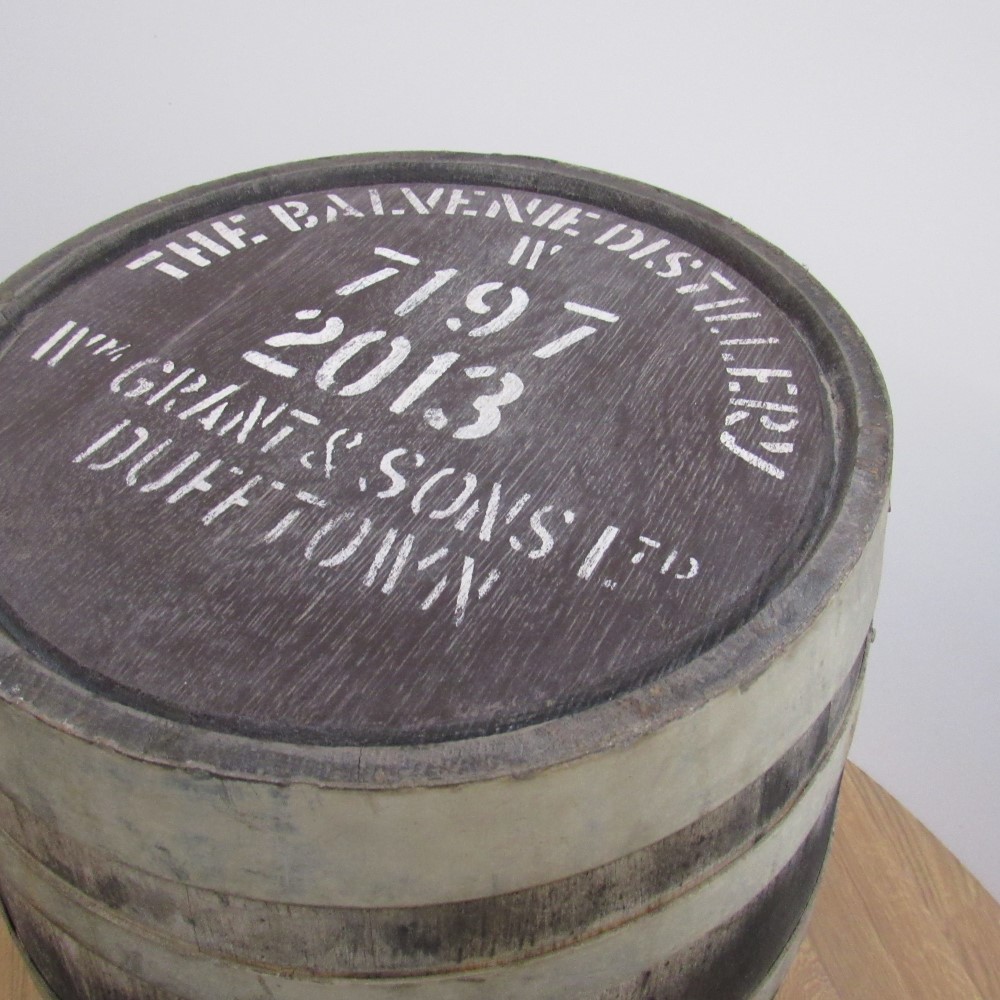 THE BALVENIE DISTILLERY
W
7197
2013
Wm GRANT & SONS LTD
DUFFTOWN